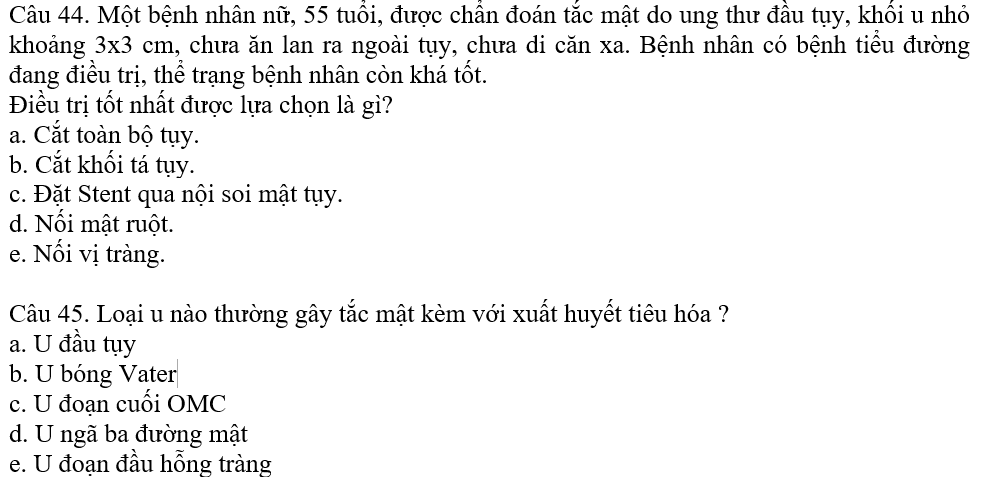 Câu 44. Một bệnh nhân nữ, 55 tuổi, được chẩn đoán tắc mật do ung thư đầu tụy, khối u nhỏ
khoảng 3x3 cm, chưa ăn lan ra ngoài tụy, chưa di căn xa. Bệnh nhân có bệnh tiểu đường
đang điều trị, thể trạng bệnh nhân còn khá tốt.
Điều trị tốt nhất được lựa chọn là gì?
a. Cắt toàn bộ tụy.
b. Cắt khối tá tụy.
c. Đặt Stent qua nội soi mật tụy.
d. Nối mật ruột.
e. Nối vị tràng.
Câu 45. Loại u nào thường gây tắc mật kèm với xuất huyết tiêu hóa ?
a. U đầu tụy
b. U bóng Vater
c. U đoạn cuối OMC
d. U ngã ba đường mật
e. U đoạn đầu hỗng tràng